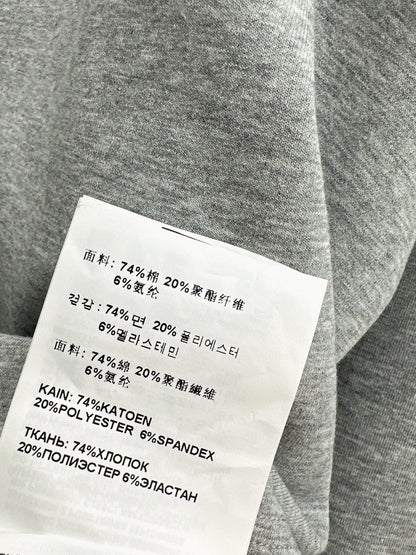 面料: 74%棉 20%聚酯纤维
6%氨纶
겉감: 74%면 20%폴리에스터
6%멜라스테민
面料: 74%綿 20%聚酯纖維
6%氨纶
KAIN: 74%KATOEN
20%POLYESTER 6%SPANDEX
ТКАНЬ: 74%ХЛОПОК
20%ПОЛИЭСТЕР 6%ЭЛАСТАН